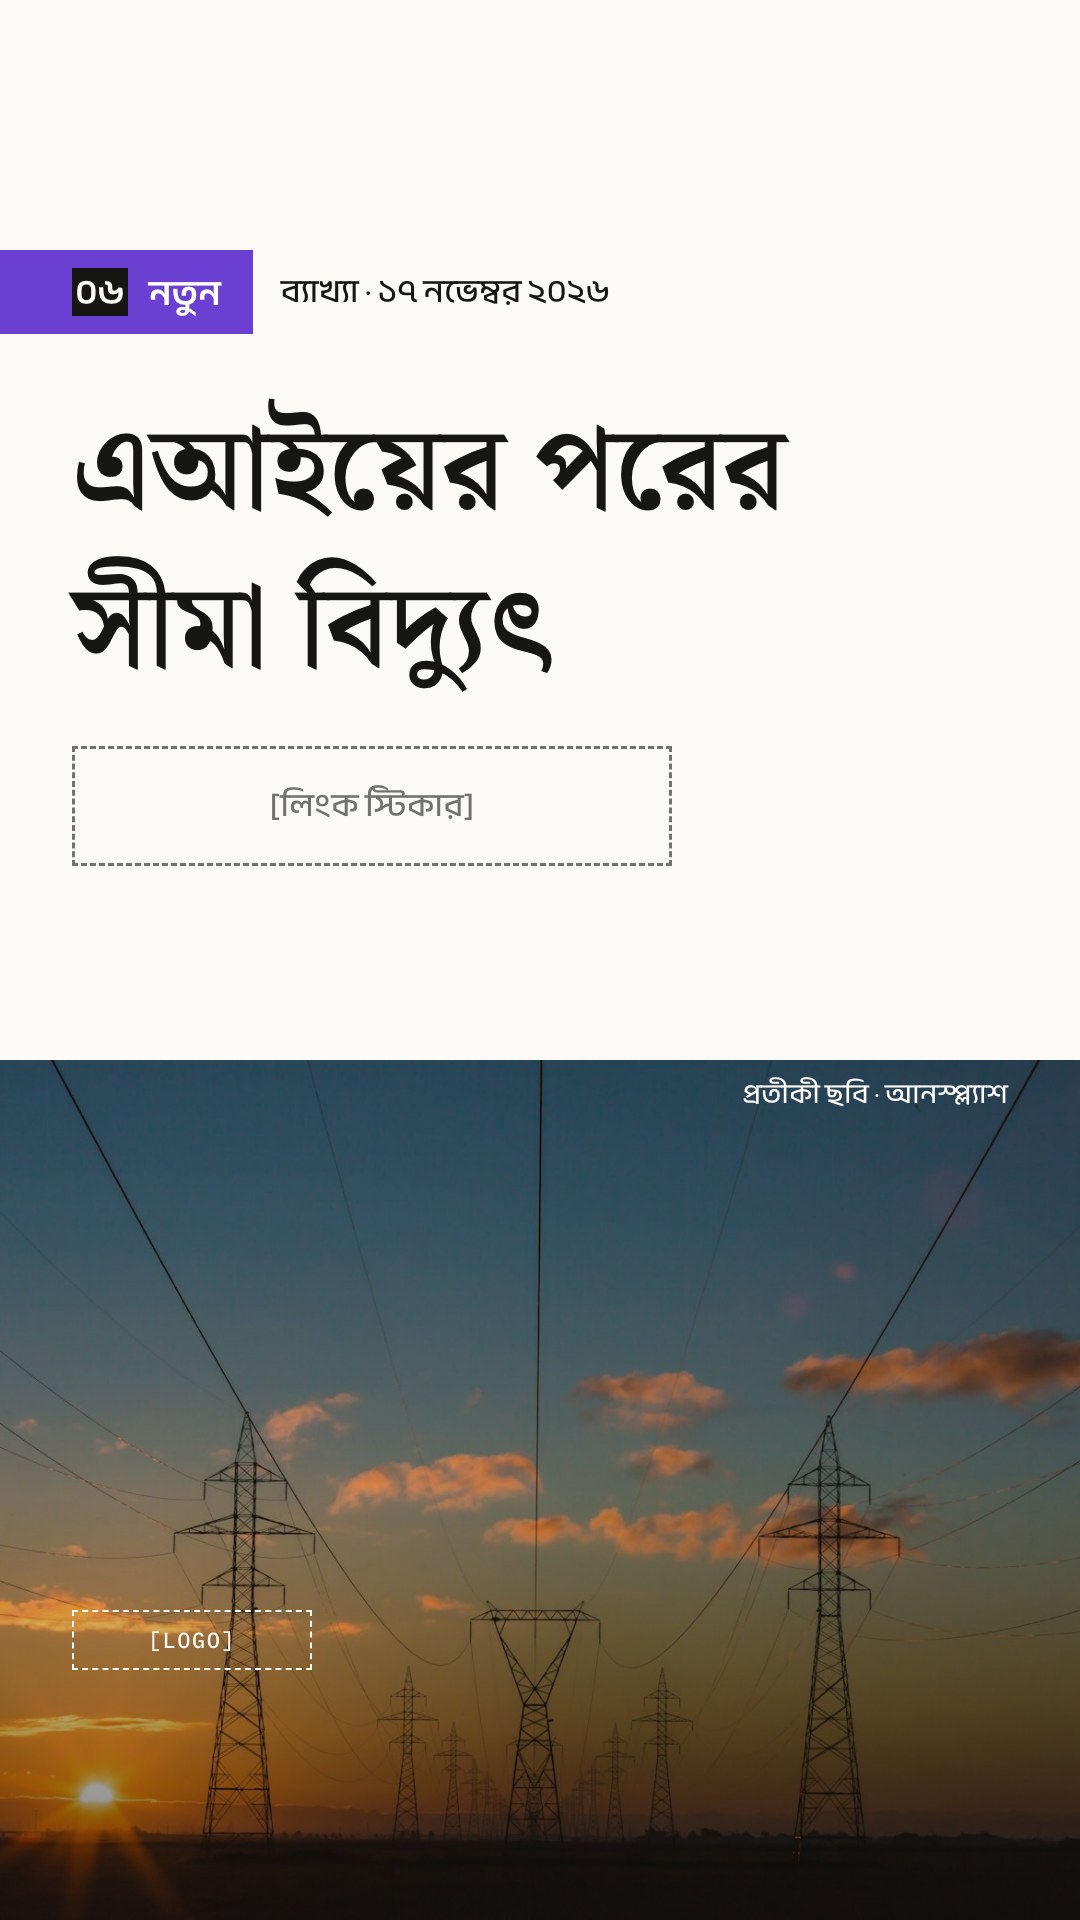 ০৬ নতুন ব্যাখ্যা · ১৭ নভেম্বর ২০২৬
এআইয়ের পরের
সীমা বিদ্যুৎ
[লিংক স্টিকার]
প্রতীকী ছবি · আনস্প্ল্যাশ
[LOGO]